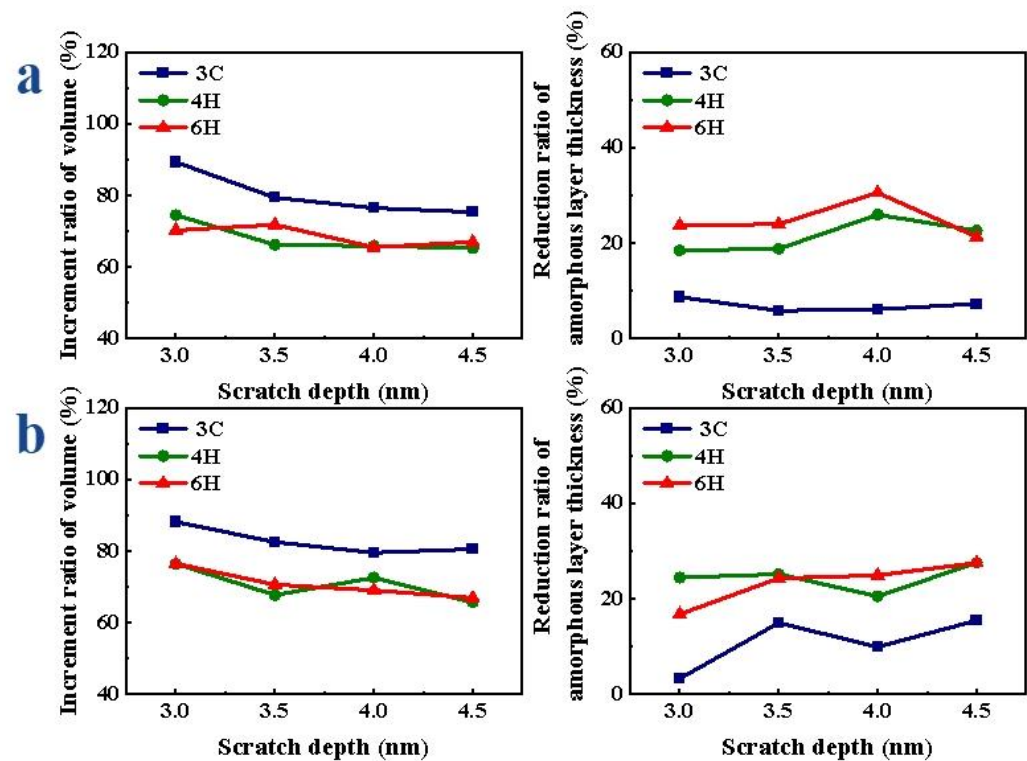 a
Increment ratio of volume (%)
120
100
80
60
40
3C
4H
6H
3.0 3.5 4.0 4.5
Scratch depth (nm)
Reduction ratio of
amorphous layer thickness (%)
60
40
20
0
3C
4H
6H
3.0 3.5 4.0 4.5
Scratch depth (nm)
b
Increment ratio of volume (%)
120
100
80
60
40
3C
4H
6H
3.0 3.5 4.0 4.5
Scratch depth (nm)
Reduction ratio of
amorphous layer thickness (%)
60
40
20
0
3C
4H
6H
3.0 3.5 4.0 4.5
Scratch depth (nm)